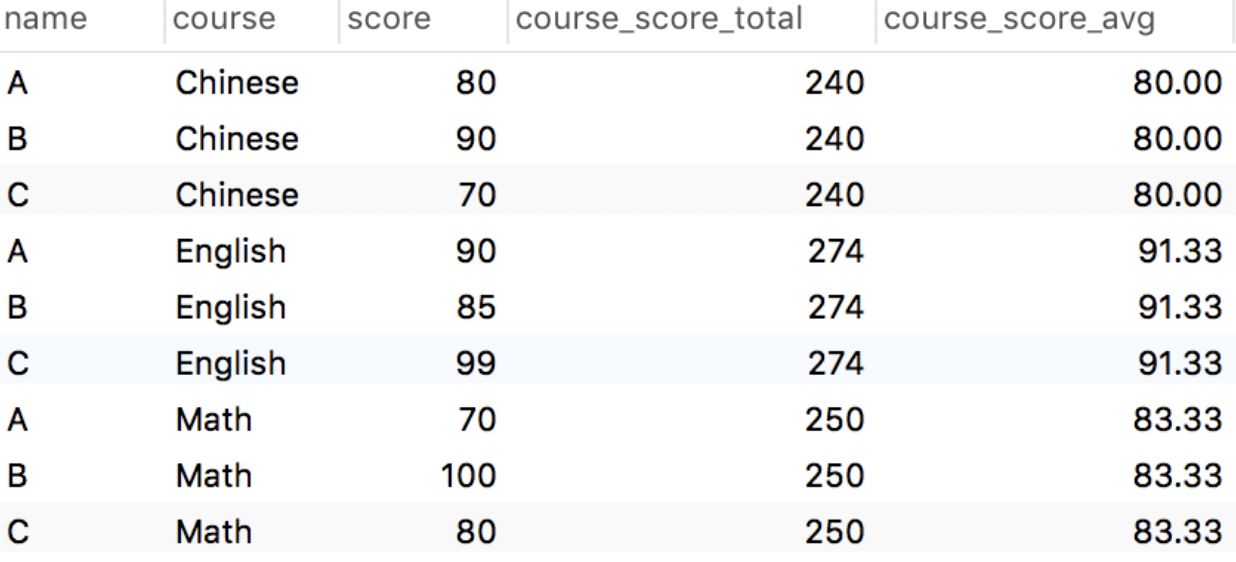 name course score course_score_total course_score_avg
A Chinese 80 240 80.00
B Chinese 90 240 80.00
C Chinese 70 240 80.00
A English 90 274 91.33
B English 85 274 91.33
C English 99 274 91.33
A Math 70 250 83.33
B Math 100 250 83.33
C Math 80 250 83.33